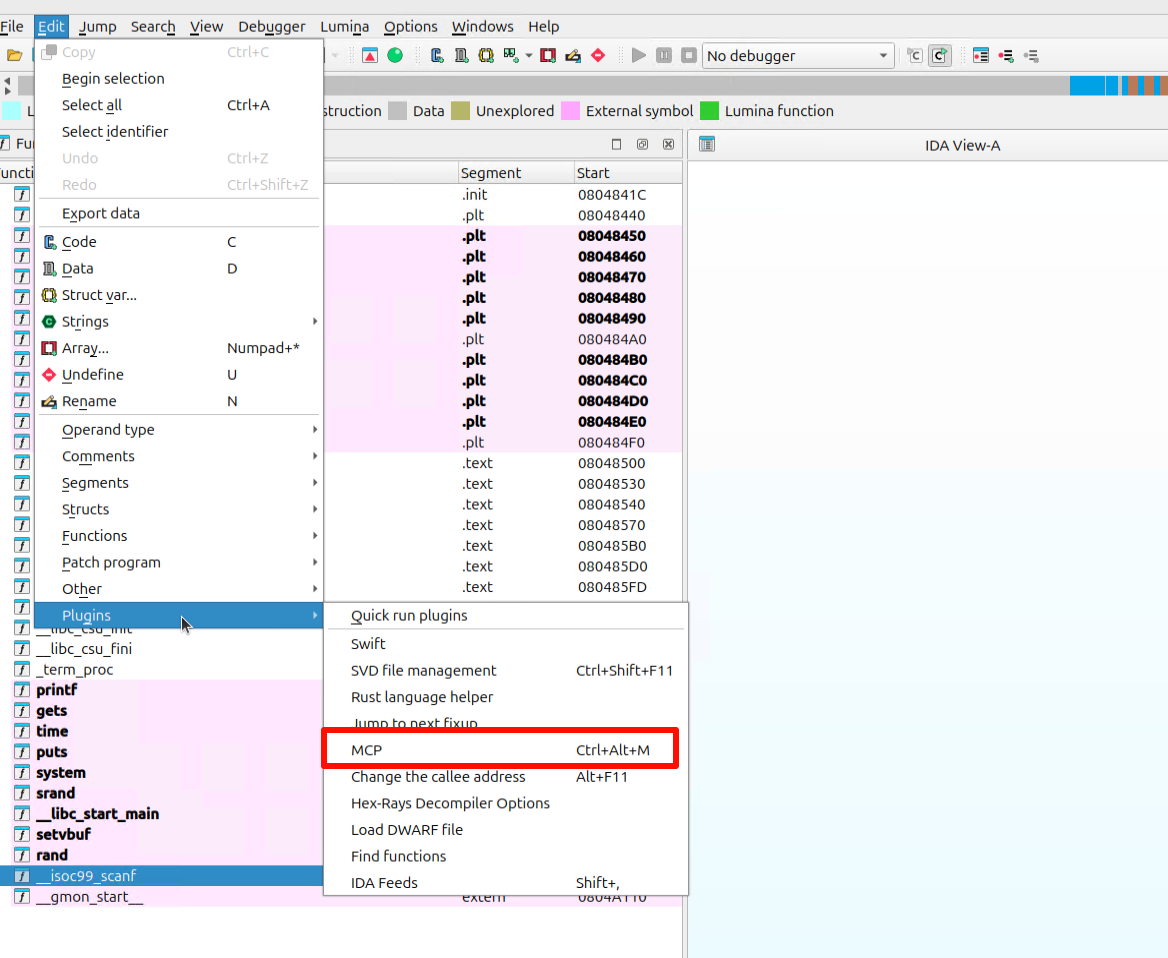 File Edit Jump Search View Debugger Lumina Options Windows Help
No debugger
struction Data Unexplored External symbol Lumina function
IDA View-A
Segment Start
Copy Ctrl+C
Begin selection
Select all Ctrl+A
Select identifier
Undo Ctrl+Z
Redo Ctrl+Shift+Z
Export data
Code C
Data D
Struct var...
Strings
Array... Numpad+*
Undefine U
Rename N
Operand type
Comments
Segments
Structs
Functions
Patch program
Other
Plugins
.init 0804841C
.plt 08048440
.plt 08048450
.plt 08048460
.plt 08048470
.plt 08048480
.plt 08048490
.plt 080484A0
.plt 080484B0
.plt 080484C0
.plt 080484D0
.plt 080484E0
.plt 080484F0
.text 08048500
.text 08048530
.text 08048540
.text 08048570
.text 080485B0
.text 080485D0
.text 080485FD
Quick run plugins
Swift
SVD file management Ctrl+Shift+F11
Rust language helper
Jump to next fixup
MCP Ctrl+Alt+M
Change the callee address Alt+F11
Hex-Rays Decompiler Options
Load DWARF file
Find functions
IDA Feeds Shift+,
__libc_csu_init
__libc_csu_fini
_term_proc
printf
gets
time
puts
system
srand
__libc_start_main
setvbuf
rand
__isoc99_scanf
__gmon_start__ extern 0804A110